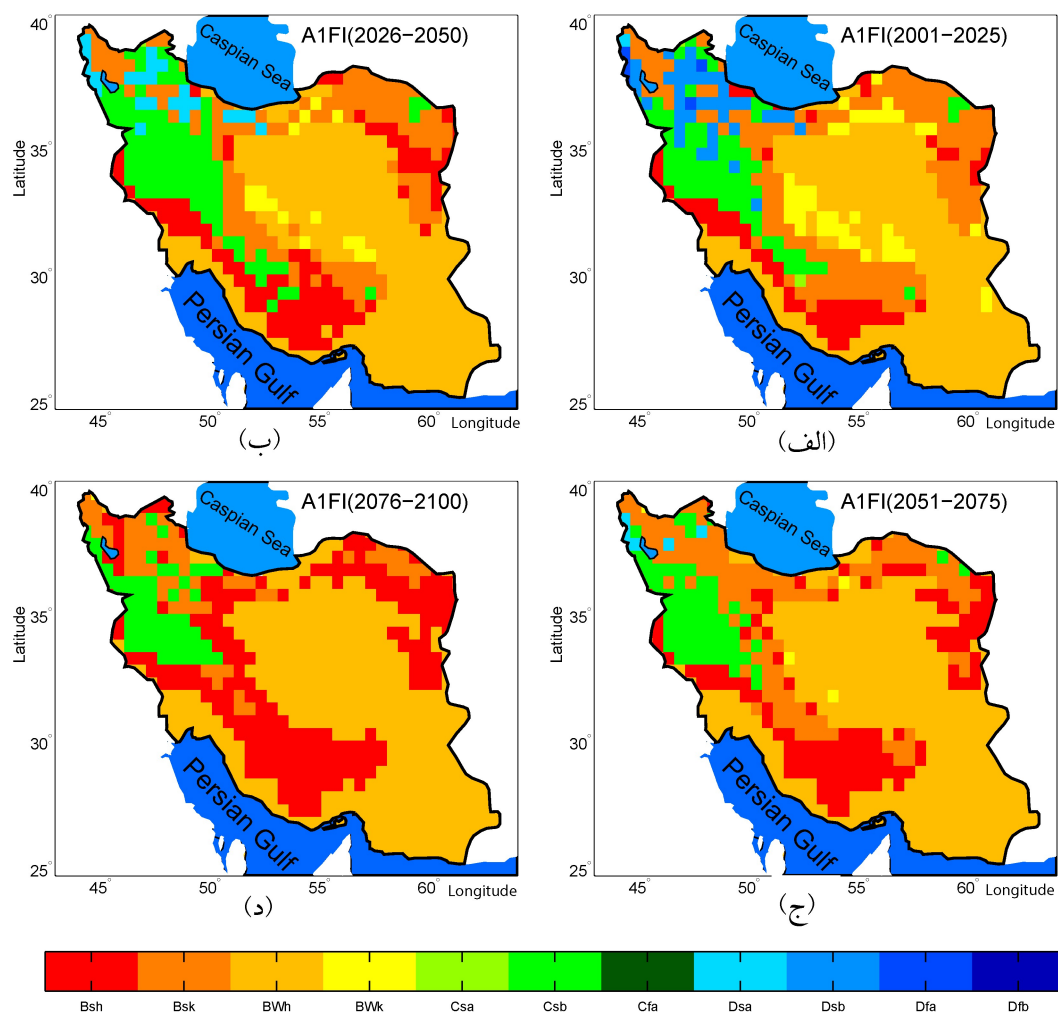 A1FI(2026−2050)
Caspian Sea
Persian Gulf
Latitude
40°
35°
30°
25°
45°
50°
55°
60°
Longitude
(ب)
A1FI(2001−2025)
Caspian Sea
Persian Gulf
Latitude
40°
35°
30°
25°
45°
50°
55°
60°
Longitude
(الف)
A1FI(2076−2100)
Caspian Sea
Persian Gulf
Latitude
40°
35°
30°
25°
45°
50°
55°
60°
Longitude
(د)
A1FI(2051−2075)
Caspian Sea
Persian Gulf
Latitude
40°
35°
30°
25°
45°
50°
55°
60°
Longitude
(ج)
Bsh Bsk BWh BWk Csa Csb Cfa Dsa Dsb Dfa Dfb